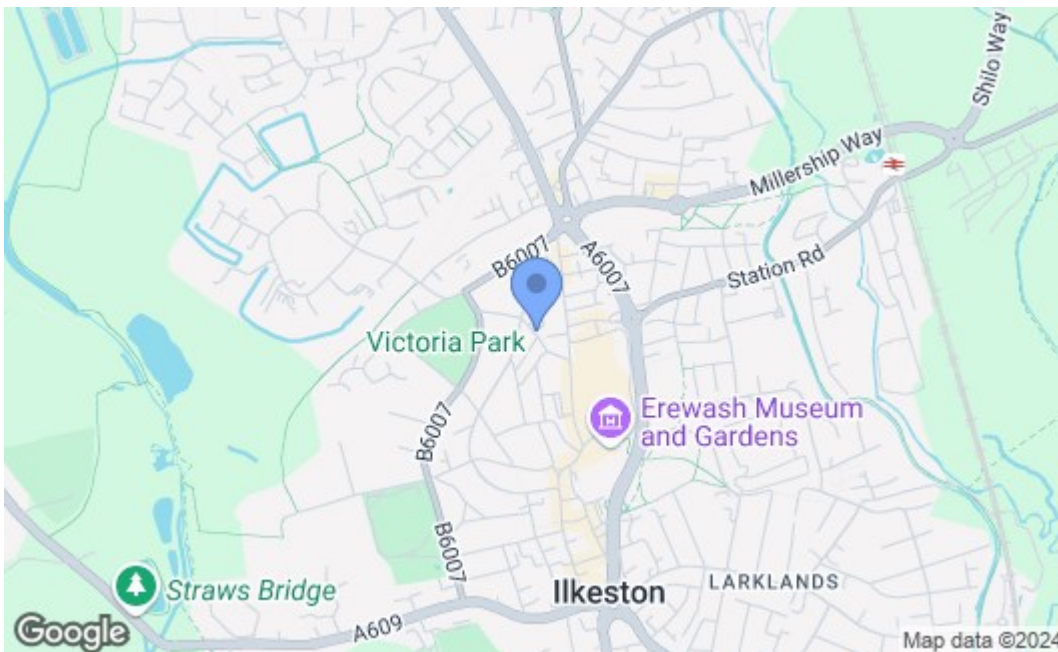 Shilo Way
Millership Way
B6007
A6007
Station Rd
Victoria Park
Erewash Museum
and Gardens
B6007
B6007
Straws Bridge
Ilkeston
LARKLANDS
A609
Google
Map data ©2024